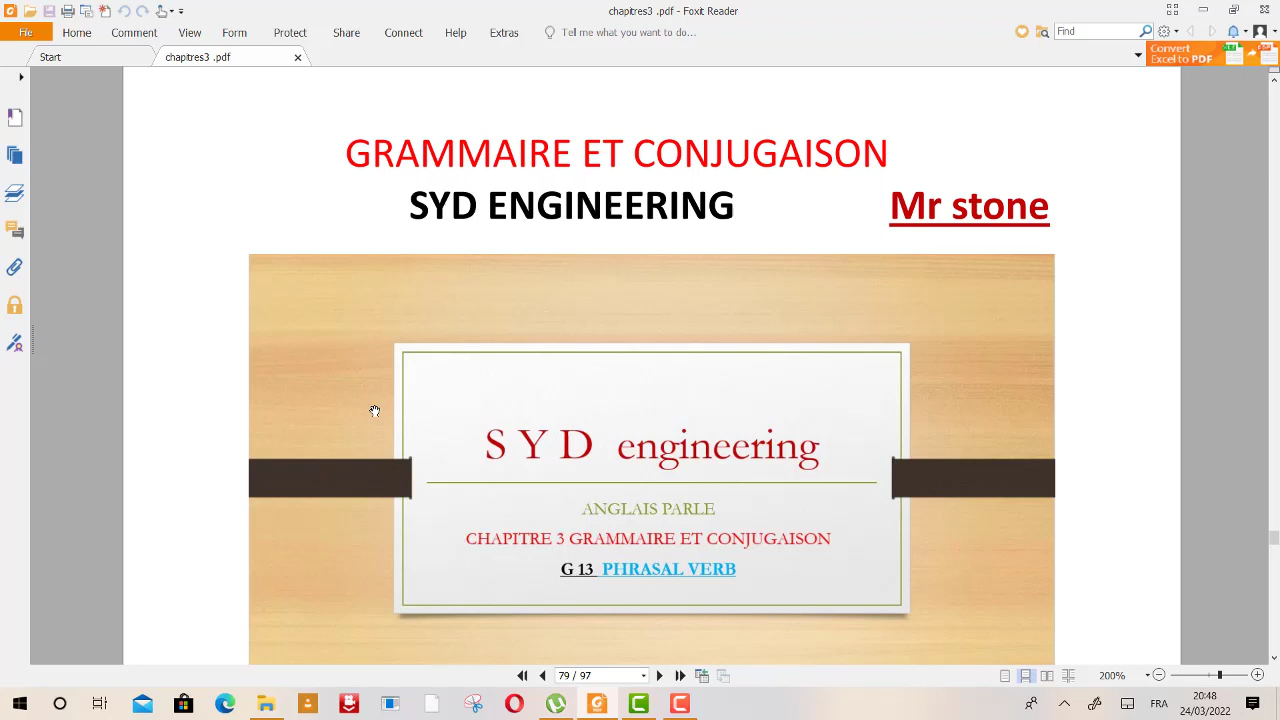 chapitres3 .pdf - Foxit Reader
File Home Comment View Form Protect Share Connect Help Extras Tell me what you want to do... Find
Start chapitres3 .pdf Convert Excel to PDF
GRAMMAIRE ET CONJUGAISON
SYD ENGINEERING Mr stone
S Y D engineering
ANGLAIS PARLE
CHAPITRE 3 GRAMMAIRE ET CONJUGAISON
G 13 PHRASAL VERB
79 / 97 200%
FRA 20:48
24/03/2022